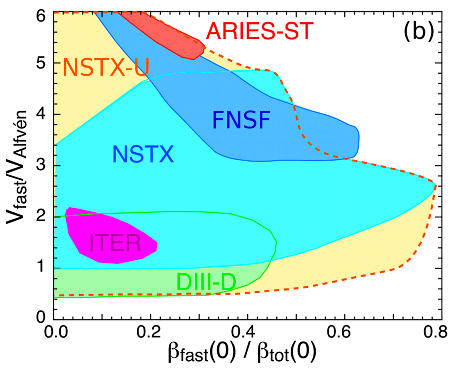 6
(b)
ARIES-ST
NSTX-U
5
4
FNSF
V_fast/V_Alfvén
NSTX
3
2
ITER
1
DIII-D
0
0.0 0.2 0.4 0.6 0.8
β_fast(0) / β_tot(0)